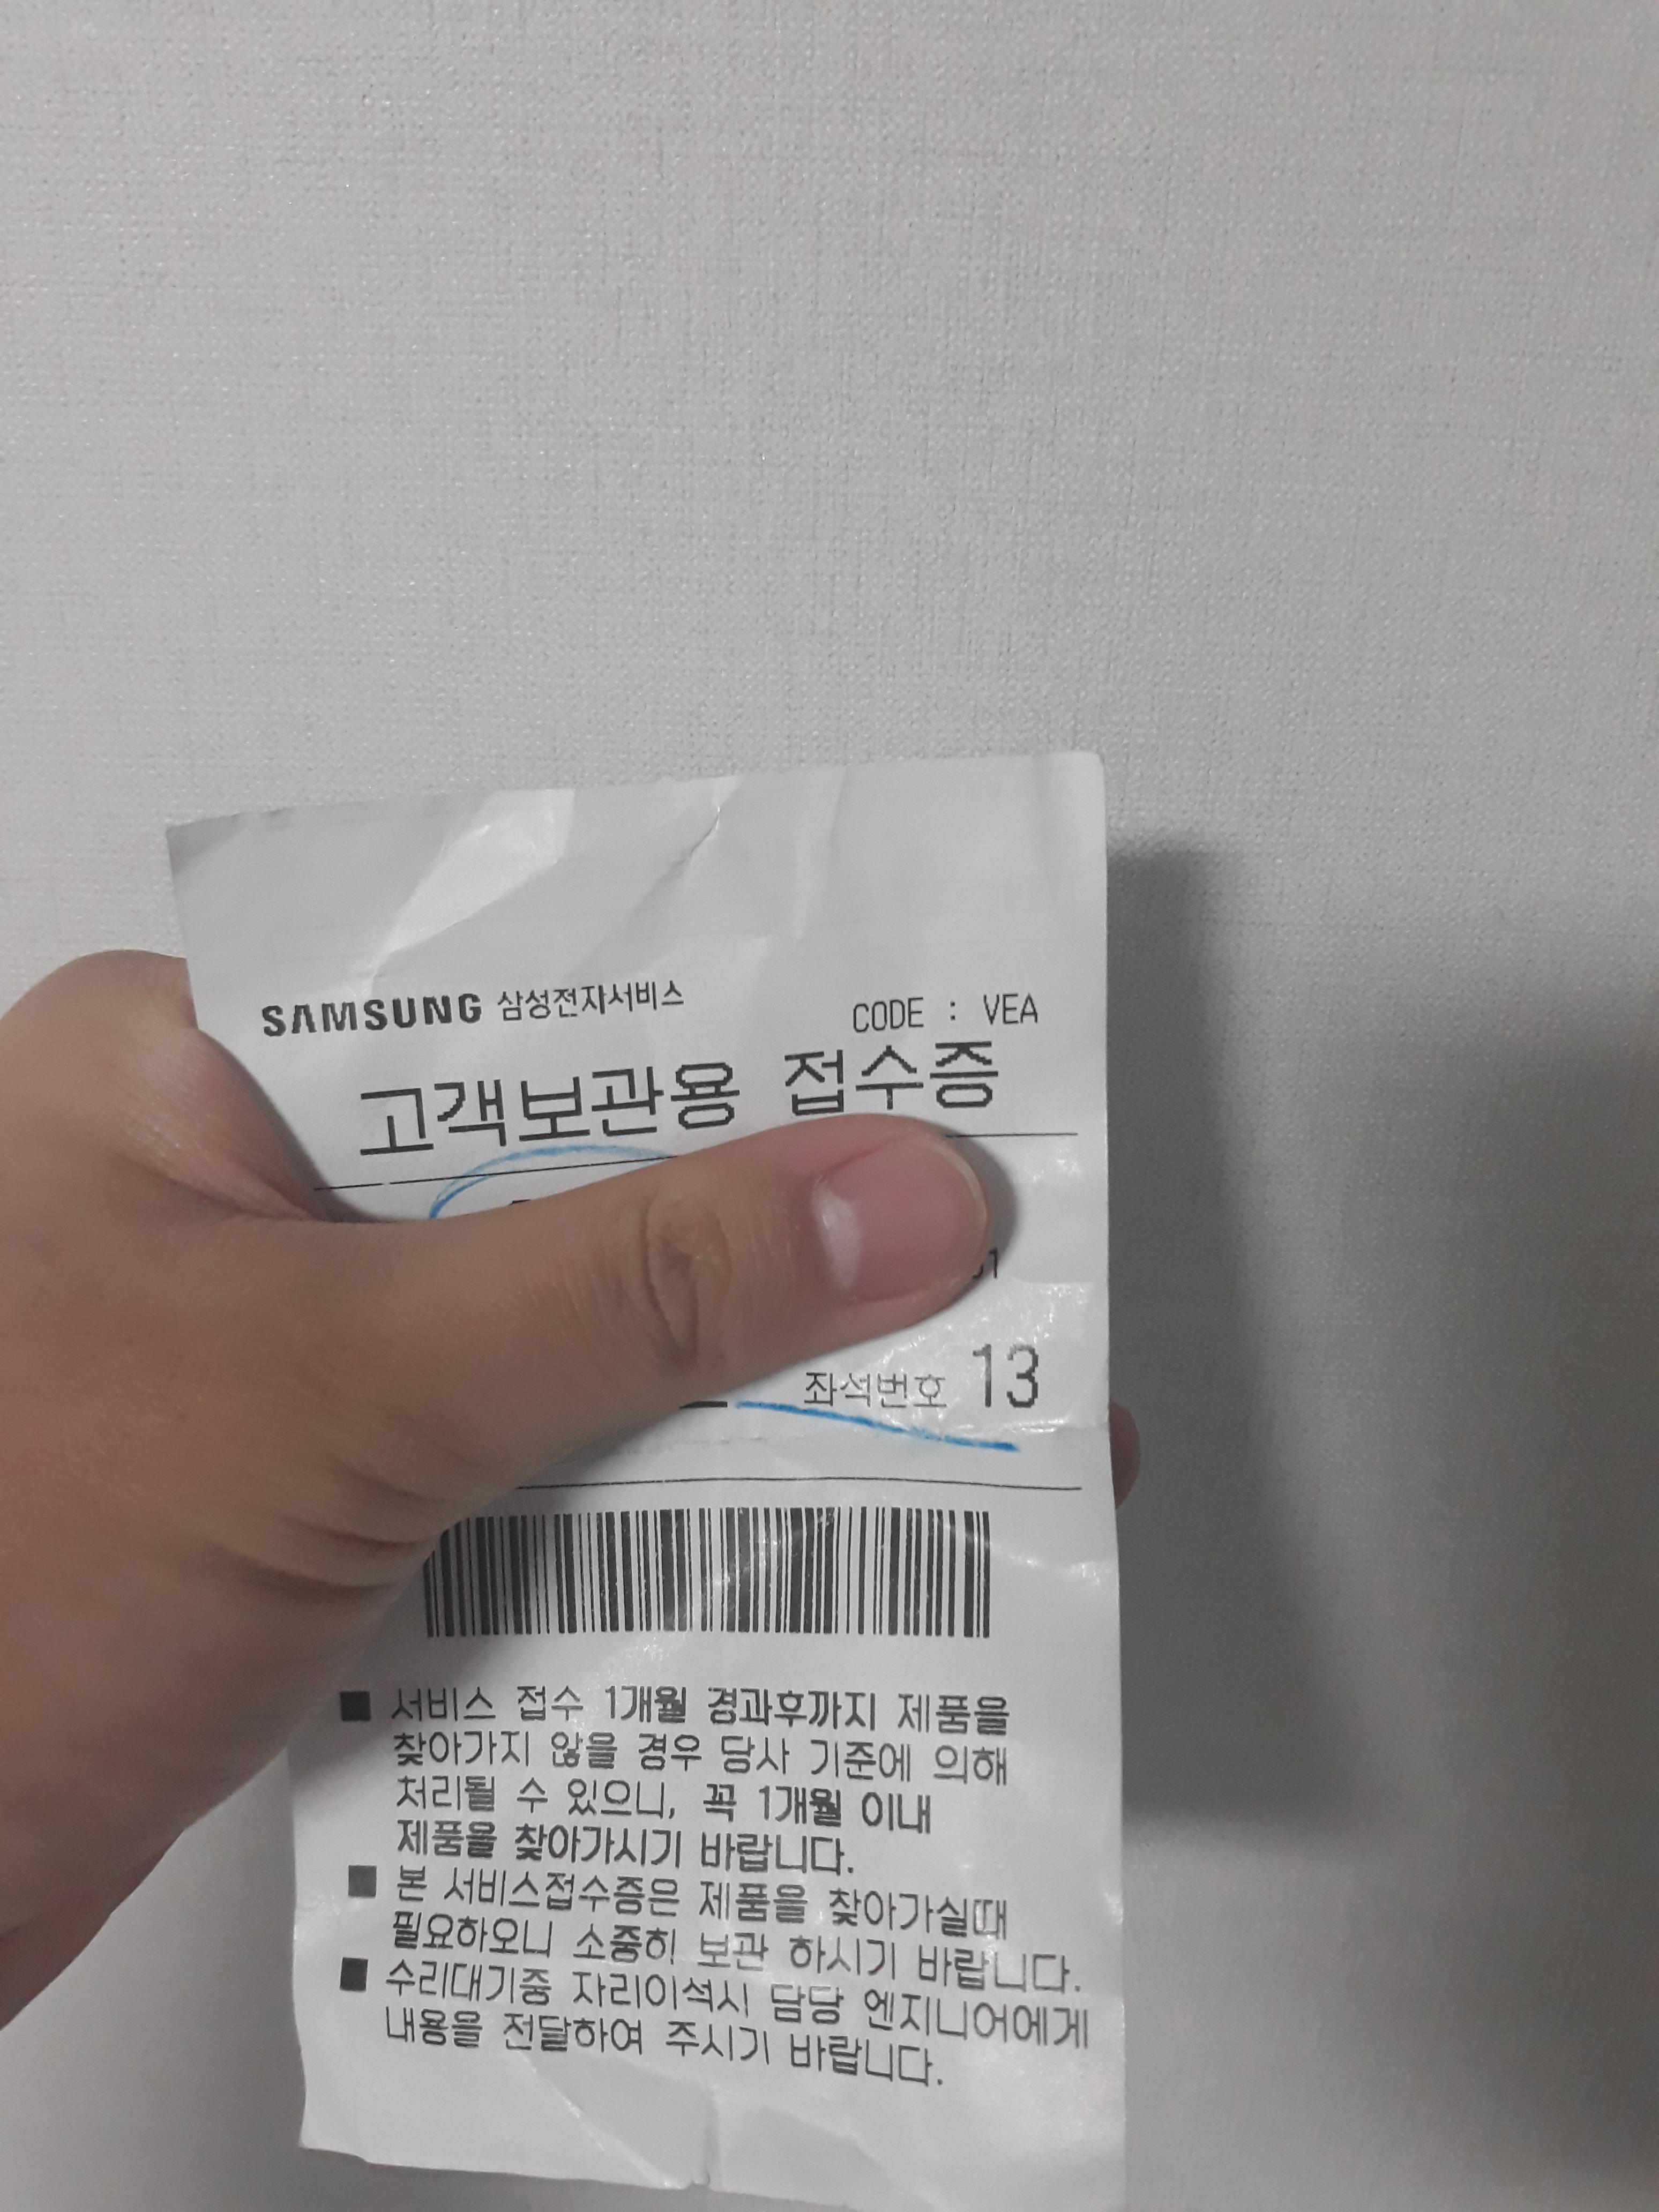 SAMSUNG 삼성전자서비스 CODE : VEA
고객보관용 접수증
좌석번호 13
■ 서비스 접수 1개월 경과후까지 제품을
찾아가지 않을 경우 당사 기준에 의해
처리될 수 있으니, 꼭 1개월 이내
제품을 찾아가시기 바랍니다.
■ 본 서비스접수증은 제품을 찾아가실때
필요하오니 소중히 보관 하시기 바랍니다.
■ 수리대기중 자리이석시 담당 엔지니어에게
내용을 전달하여 주시기 바랍니다.